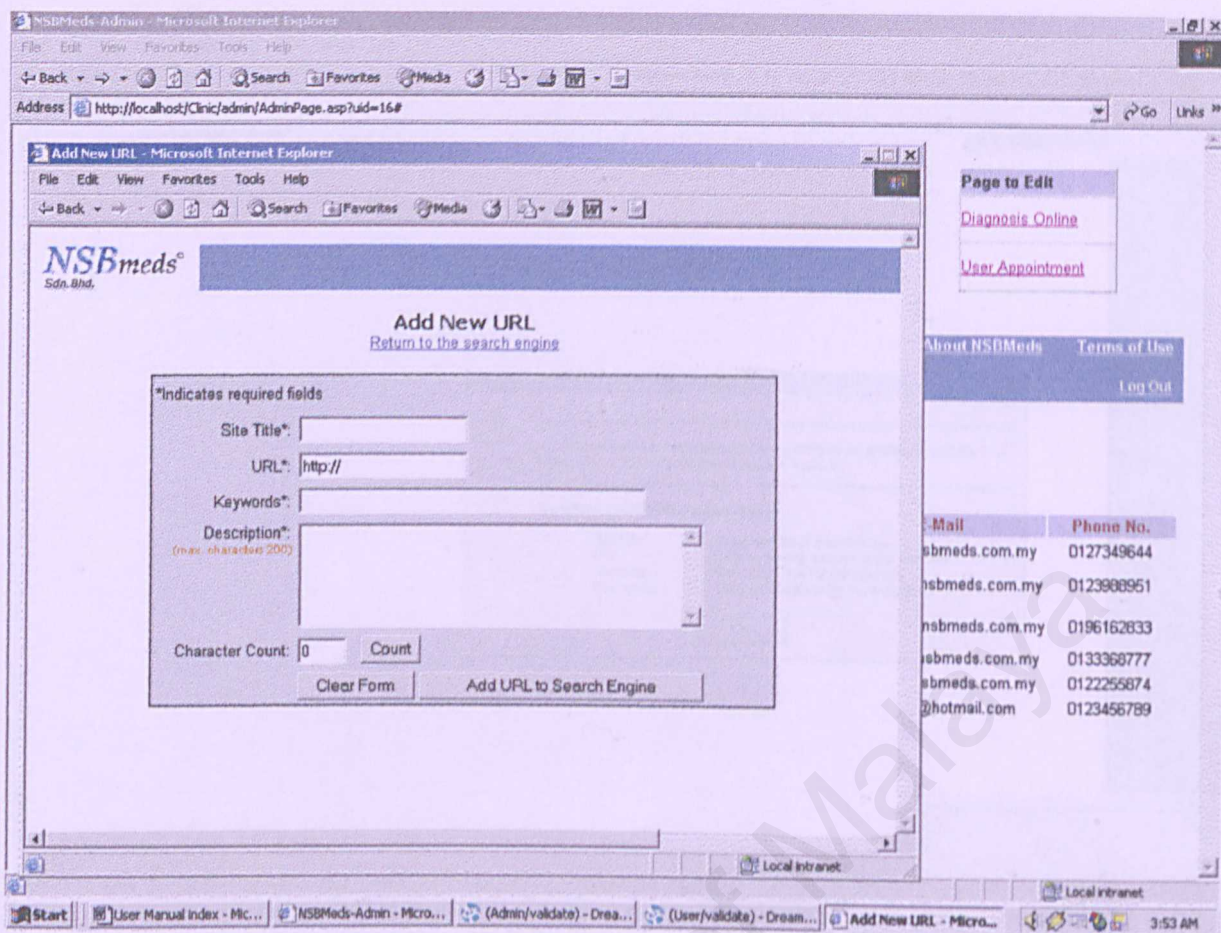 NSBMeds-Admin - Microsoft Internet Explorer
File Edit View Favorites Tools Help
Back Search Favorites Media
Address http://localhost/Clinic/admin/AdminPage.asp?uid=16# Go Links »
Add New URL - Microsoft Internet Explorer
File Edit View Favorites Tools Help
Back Search Favorites Media
NSBmeds
Sdn. Bhd.
Add New URL
Return to the search engine
*Indicates required fields
Site Title*:
URL*: http://
Keywords*:
Description*:
(max. characters 200)
Character Count: 0 Count
Clear Form Add URL to Search Engine
Local intranet
Page to Edit
Diagnosis Online
User Appointment
About NSBMeds Terms of Use
Log Out
-Mail Phone No.
sbmeds.com.my 0127349644
nsbmeds.com.my 0123988951
nsbmeds.com.my 0196162833
sbmeds.com.my 0133368777
sbmeds.com.my 0122255874
@hotmail.com 0123456789
Malaya
Local intranet
Start User Manual Index - Mic... NSBMeds-Admin - Micro... (Admin/validate) - Drea... (User/validate) - Dream... Add New URL - Micro... 3:53 AM